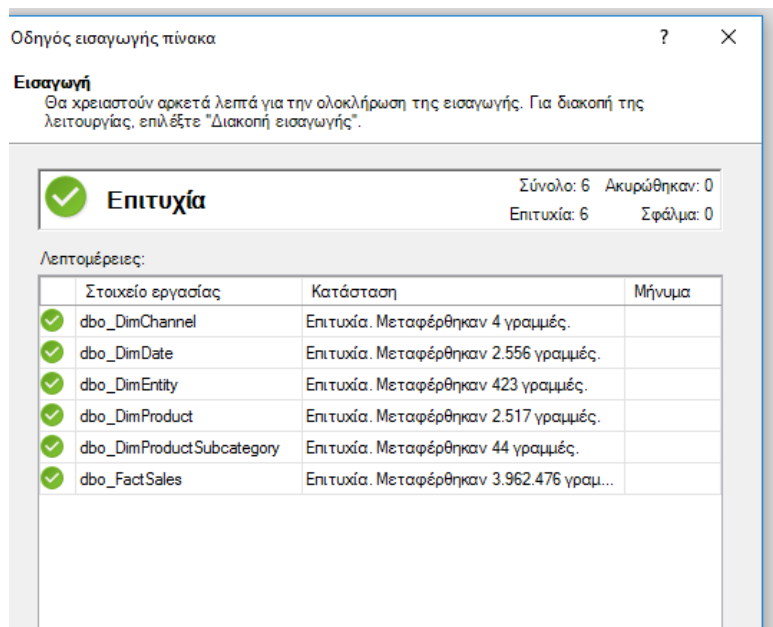 Οδηγός εισαγωγής πίνακα ? ×
Εισαγωγή
Θα χρειαστούν αρκετά λεπτά για την ολοκλήρωση της εισαγωγής. Για διακοπή της
λειτουργίας, επιλέξτε "Διακοπή εισαγωγής".
Επιτυχία
Σύνολο: 6 Ακυρώθηκαν: 0
Επιτυχία: 6 Σφάλμα: 0
Λεπτομέρειες:
Στοιχείο εργασίας Κατάσταση Μήνυμα
dbo_DimChannel Επιτυχία. Μεταφέρθηκαν 4 γραμμές.
dbo_DimDate Επιτυχία. Μεταφέρθηκαν 2.556 γραμμές.
dbo_DimEntity Επιτυχία. Μεταφέρθηκαν 423 γραμμές.
dbo_DimProduct Επιτυχία. Μεταφέρθηκαν 2.517 γραμμές.
dbo_DimProductSubcategory Επιτυχία. Μεταφέρθηκαν 44 γραμμές.
dbo_FactSales Επιτυχία. Μεταφέρθηκαν 3.962.476 γραμ...